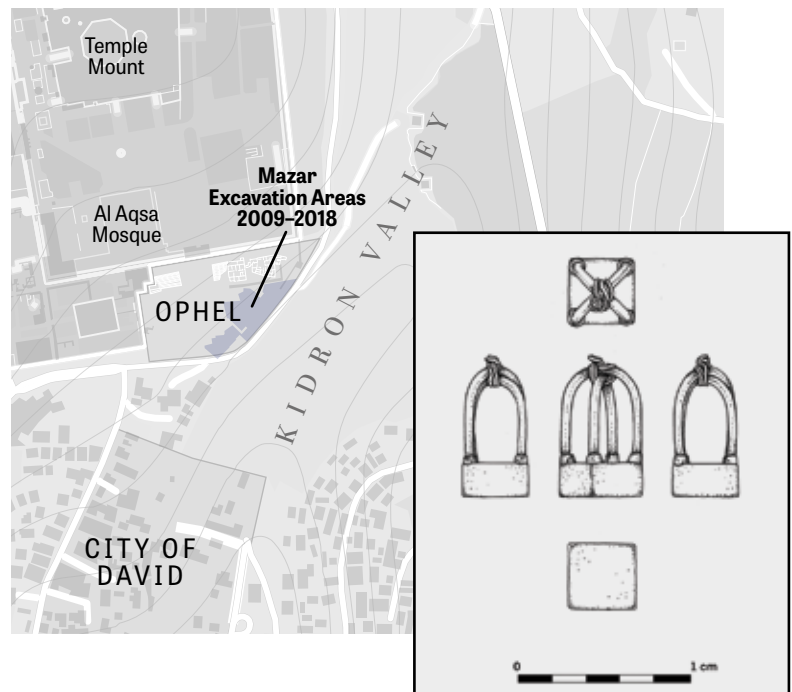 Temple
Mount
Mazar
Excavation Areas
2009–2018
Al Aqsa
Mosque
OPHEL
KIDRON VALLEY
CITY OF
DAVID
0 1 cm